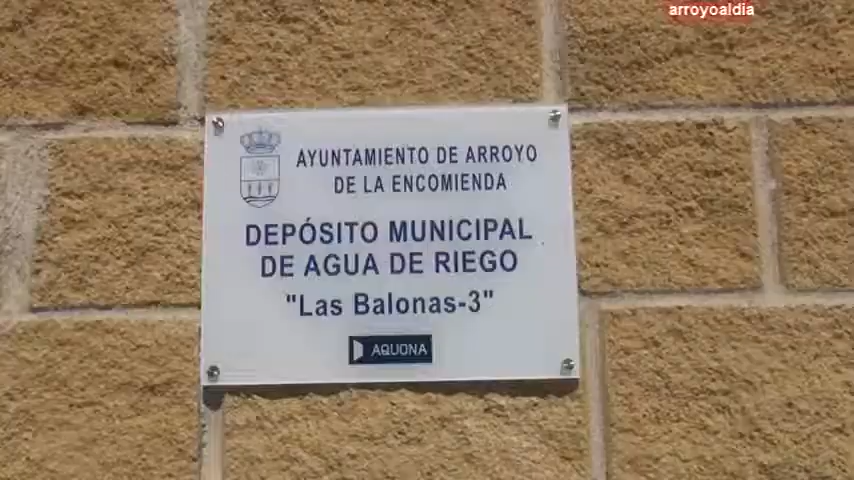 arroyoaldia
AYUNTAMIENTO DE ARROYO
DE LA ENCOMIENDA
DEPÓSITO MUNICIPAL
DE AGUA DE RIEGO
"Las Balonas-3"
AQUONA